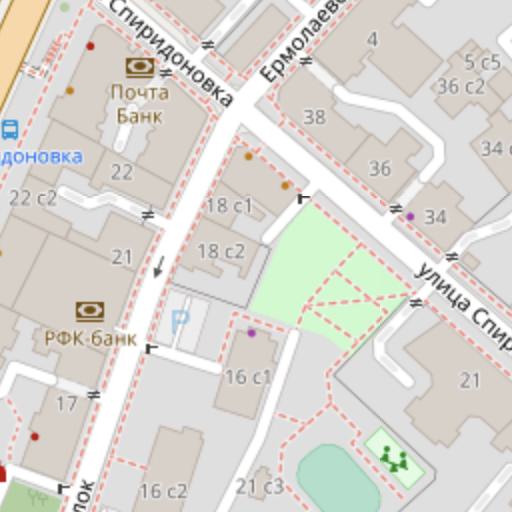 Спиридоновка
Ермолаевс
4
5 с5
36 с2
Почта
Банк
38
34 с
36
доновка
22
22 с2
18 с1
34
18 с2
21
улица Спир
P
РФК-банк
16 с1
21
17
16 с2
21 с3
лок